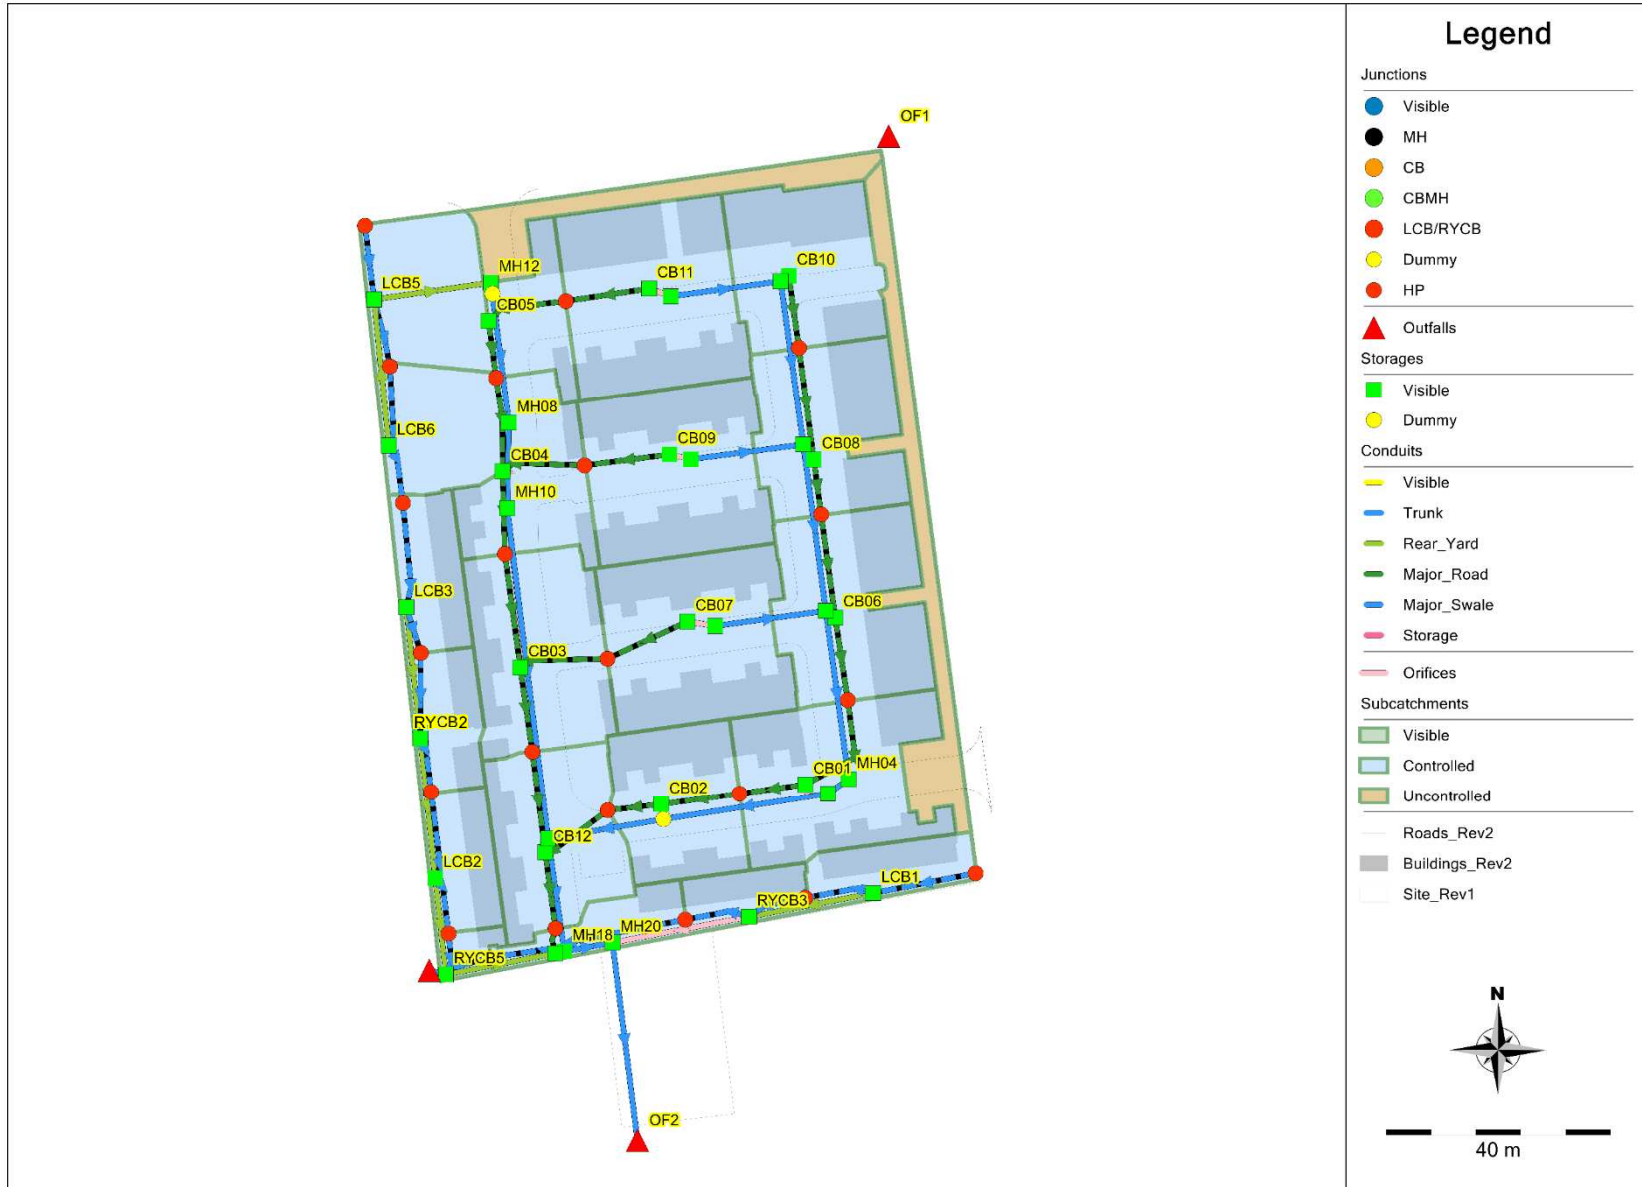 Legend
Junctions
Visible
MH
CB
CBMH
LCB/RYCB
Dummy
HP
Outfalls
Storages
Visible
Dummy
Conduits
Visible
Trunk
Rear_Yard
Major_Road
Major_Swale
Storage
Orifices
Subcatchments
Visible
Controlled
Uncontrolled
Roads_Rev2
Buildings_Rev2
Site_Rev1
N
40 m
OF1
MH12
CB11
CB10
LCB5
CB05
MH08
LCB6
CB09
CB08
CB04
MH10
LCB3
CB07
CB06
CB03
RYCB2
MH04
CB01
CB02
CB12
LCB2
LCB1
RYCB3
MH20
MH18
RYCB5
OF2